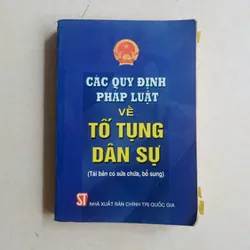 CÁC QUY ĐỊNH
PHÁP LUẬT
VỀ
TỐ TỤNG
DÂN SỰ
(Tái bản có sửa chữa, bổ sung)
ST NHÀ XUẤT BẢN CHÍNH TRỊ QUỐC GIA